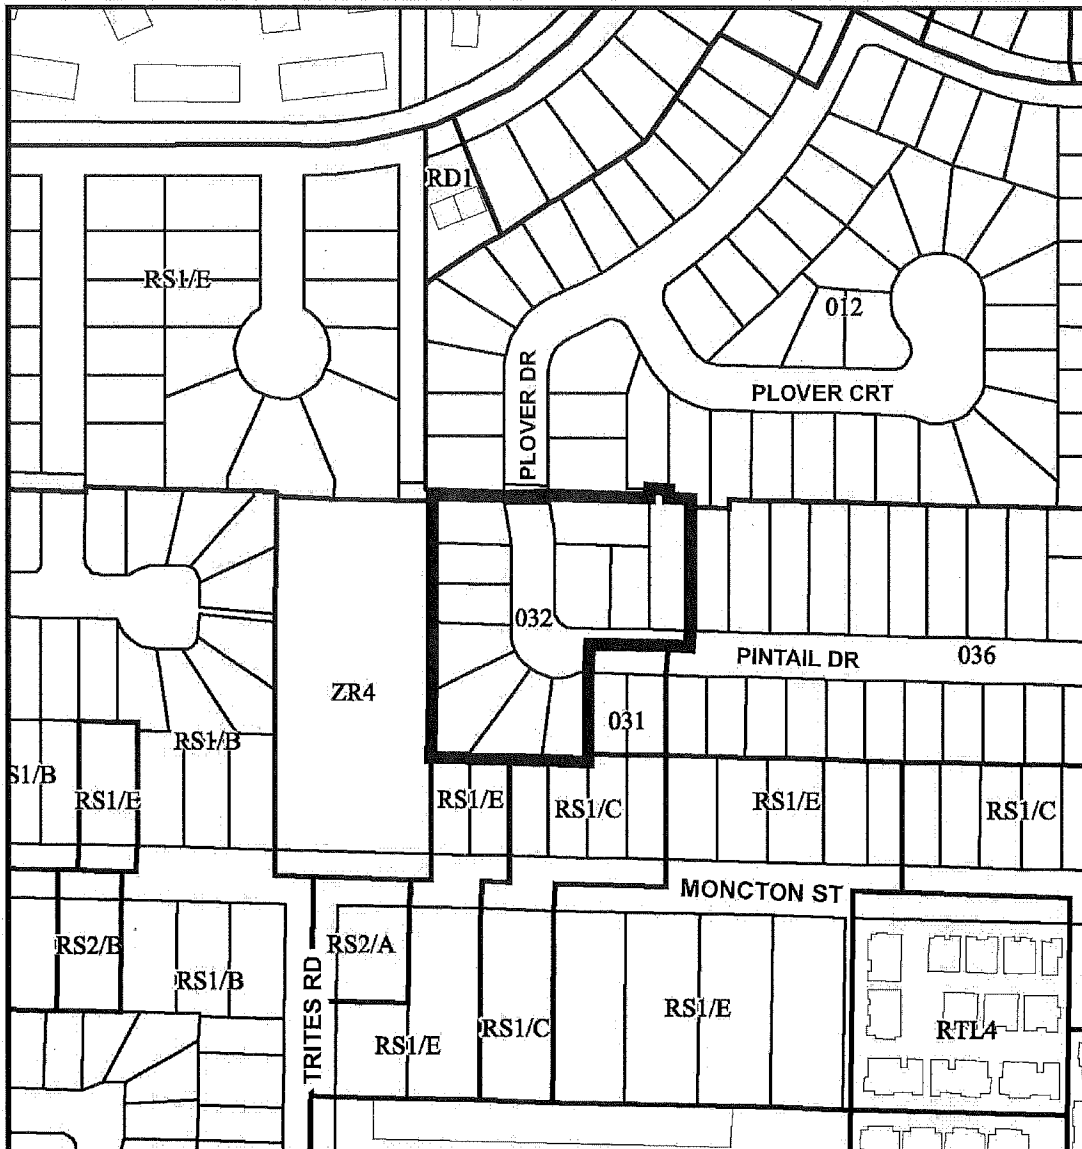 RD1
RS1/E
012
PLOVER DR
PLOVER CRT
032
PINTAIL DR
036
ZR4
031
RS1/B
S1/B
RS1/E
RS1/E
RS1/C
RS1/E
RS1/C
MONCTON ST
RS2/B
RS2/A
RS1/B
TRITES RD
RS1/E
RS1/C
RS1/E
RTL4